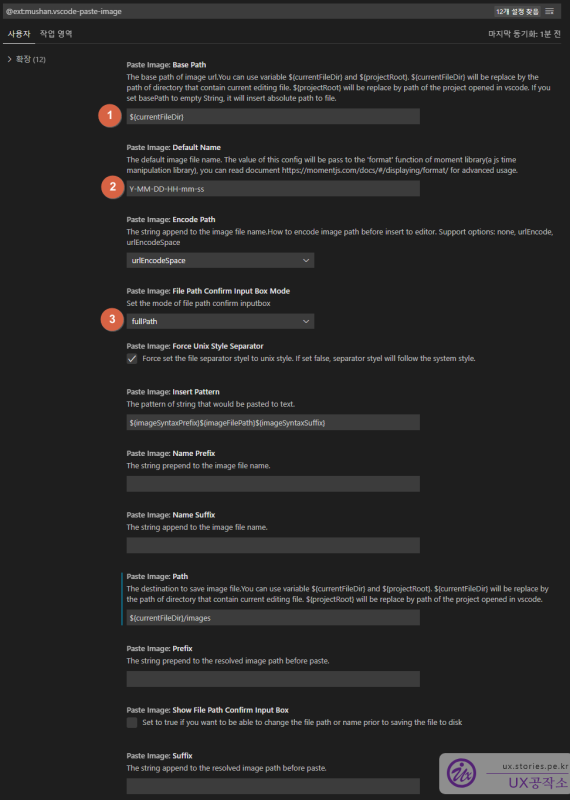 @ext:mushan.vscode-paste-image
12개 설정 찾음
사용자 작업 영역
마지막 동기화: 1분 전
확장 (12)
Paste Image: Base Path
The base path of image url.You can use variable ${currentFileDir} and ${projectRoot}. ${currentFileDir} will be replace by the
path of directory that contain current editing file. ${projectRoot} will be replace by path of the project opened in vscode. If you
set basePath to empty String, it will insert absolute path to file.
1
${currentFileDir}
Paste Image: Default Name
The default image file name. The value of this config will be pass to the 'format' function of moment library(a js time
manipulation library), you can read document https://momentjs.com/docs/#/displaying/format/ for advanced usage.
2
Y-MM-DD-HH-mm-ss
Paste Image: Encode Path
The string append to the image file name.How to encode image path before insert to editor. Support options: none, urlEncode,
urlEncodeSpace
urlEncodeSpace
Paste Image: File Path Confirm Input Box Mode
Set the mode of file path confirm inputbox
3
fullPath
Paste Image: Force Unix Style Separator
Force set the file separator styel to unix style. If set false, separator styel will follow the system style.
Paste Image: Insert Pattern
The pattern of string that would be pasted to text.
${imageSyntaxPrefix}${imageFilePath}${imageSyntaxSuffix}
Paste Image: Name Prefix
The string prepend to the image file name.
Paste Image: Name Suffix
The string append to the image file name.
Paste Image: Path
The destination to save image file.You can use variable ${currentFileDir} and ${projectRoot}. ${currentFileDir} will be replace by
the path of directory that contain current editing file. ${projectRoot} will be replace by path of the project opened in vscode.
${currentFileDir}/images
Paste Image: Prefix
The string prepend to the resolved image path before paste.
Paste Image: Show File Path Confirm Input Box
Set to true if you want to be able to change the file path or name prior to saving the file to disk
Paste Image: Suffix
The string append to the resolved image path before paste.
ux.stories.pe.kr
UX공작소